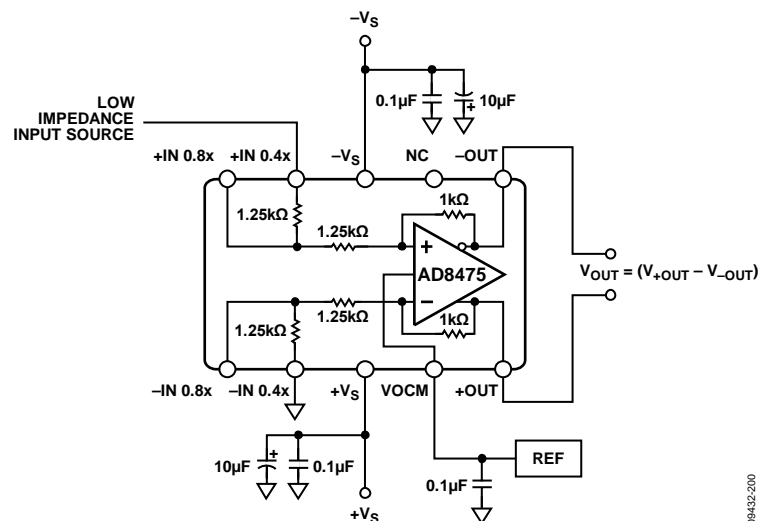 –VS
LOW
IMPEDANCE
INPUT SOURCE
0.1µF
10µF
+
+IN 0.8x
+IN 0.4x
–VS
NC
–OUT
1.25kΩ
1.25kΩ
1kΩ
+
AD8475
–
VOUT = (V+OUT – V–OUT)
1.25kΩ
1.25kΩ
1kΩ
–IN 0.8x
–IN 0.4x
+VS
VOCM
+OUT
10µF
+
0.1µF
0.1µF
REF
+VS
09432-200